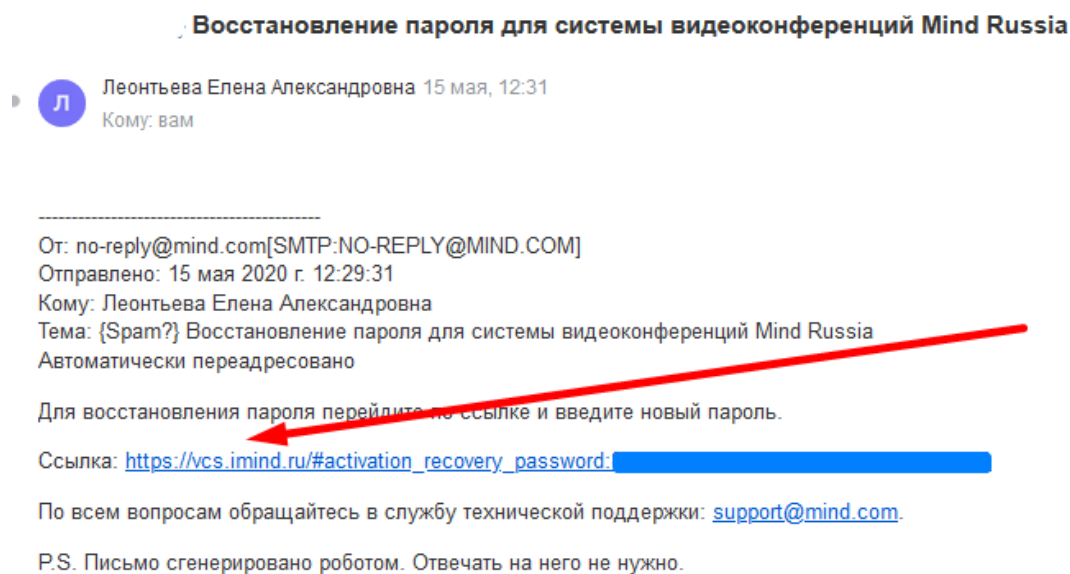 Восстановление пароля для системы видеоконференций Mind Russia
Леонтьева Елена Александровна 15 мая, 12:31
Л
Кому: вам
-------------------------------------------
От: no-reply@mind.com[SMTP:NO-REPLY@MIND.COM]
Отправлено: 15 мая 2020 г. 12:29:31
Кому: Леонтьева Елена Александровна
Тема: {Spam?} Восстановление пароля для системы видеоконференций Mind Russia
Автоматически переадресовано
Для восстановления пароля перейдите по ссылке и введите новый пароль.
Ссылка: https://vcs.imind.ru/#activation_recovery_password:
По всем вопросам обращайтесь в службу технической поддержки: support@mind.com.
P.S. Письмо сгенерировано роботом. Отвечать на него не нужно.